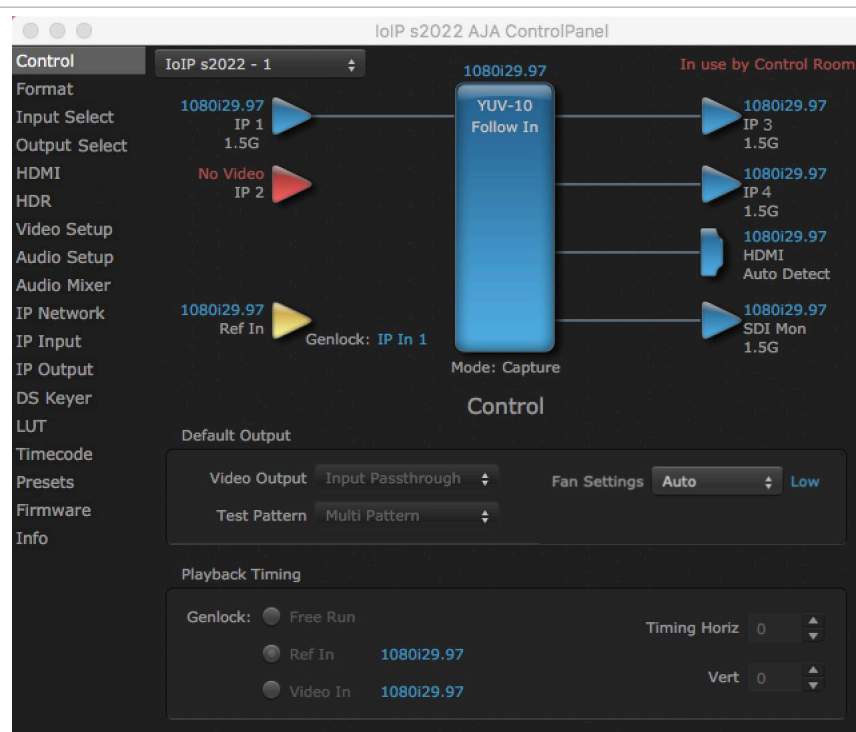 IoIP s2022 AJA ControlPanel
Control
Format
Input Select
Output Select
HDMI
HDR
Video Setup
Audio Setup
Audio Mixer
IP Network
IP Input
IP Output
DS Keyer
LUT
Timecode
Presets
Firmware
Info
IoIP s2022 - 1
1080i29.97
In use by Control Room
1080i29.97
IP 1
1.5G
No Video
IP 2
1080i29.97
Ref In
Genlock: IP In 1
YUV-10
Follow In
Mode: Capture
1080i29.97
IP 3
1.5G
1080i29.97
IP 4
1.5G
1080i29.97
HDMI
Auto Detect
1080i29.97
SDI Mon
1.5G
Control
Default Output
Video Output Input Passthrough
Fan Settings Auto Low
Test Pattern Multi Pattern
Playback Timing
Genlock: Free Run
Timing Horiz 0
Ref In 1080i29.97
Vert 0
Video In 1080i29.97